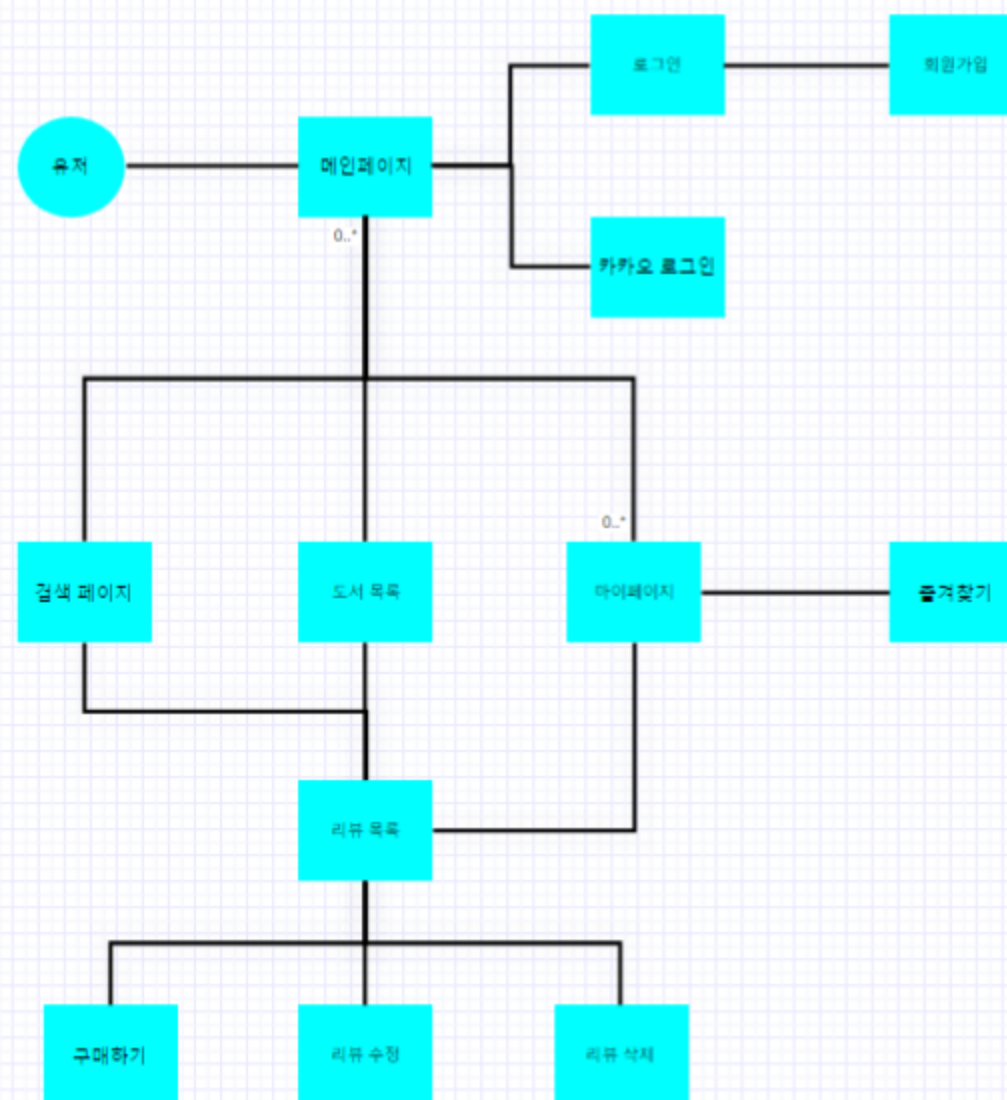 로그인
회원가입
유저
메인페이지
0..*
카카오 로그인
0..*
검색 페이지
도서 목록
마이페이지
즐겨찾기
리뷰 목록
구매하기
리뷰 수정
리뷰 삭제